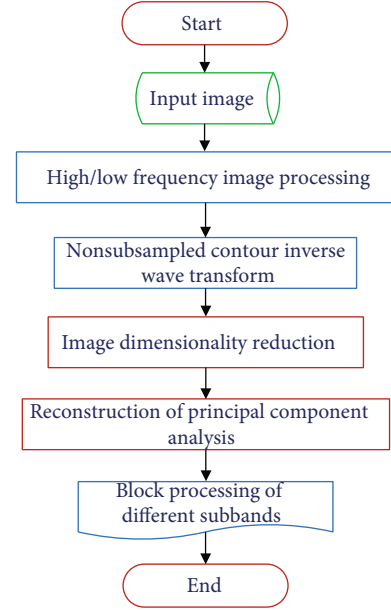 Start
Input image
High/low frequency image processing
Nonsubsampled contour inverse
wave transform
Image dimensionality reduction
Reconstruction of principal component
analysis
Block processing of
different subbands
End